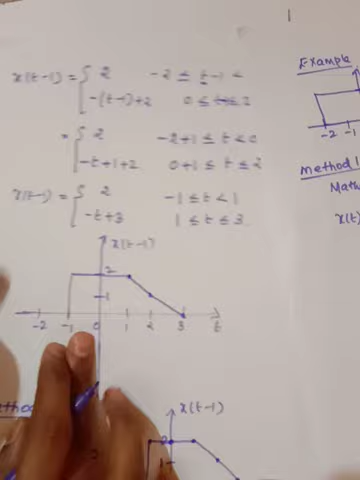 x(t-1) = { 2   -2 ≤ t-1 <
-(t-1)+2   0 ≤ t
= { 2   -2+1 ≤ t < 0
-t+1+2   0+1 ≤ t ≤ 2
x(t-1) = { 2   -1 ≤ t < 1
-t+3   1 ≤ t ≤ 3
x(t-1)
2
1
-2 -1 0 1 2 3 t
x(t-1)
2
1
Example
-2 -1
method 1
Math
x(t)